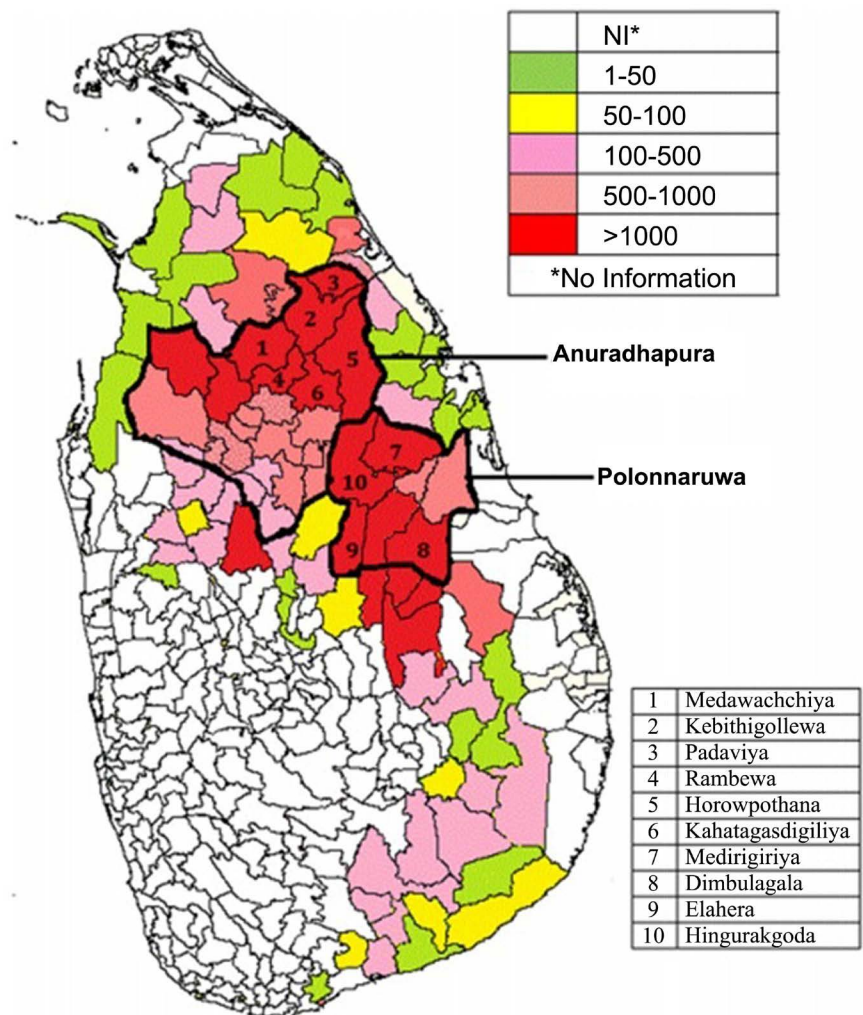 NI*
1-50
50-100
100-500
500-1000
>1000
*No Information
3
2
1
5
4
6
Anuradhapura
7
10
Polonnaruwa
9
8
1 Medawachchiya
2 Kebithigollewa
3 Padaviya
4 Rambewa
5 Horowpothana
6 Kahatagasdigiliya
7 Medirigiriya
8 Dimbulagala
9 Elahera
10 Hingurakgoda